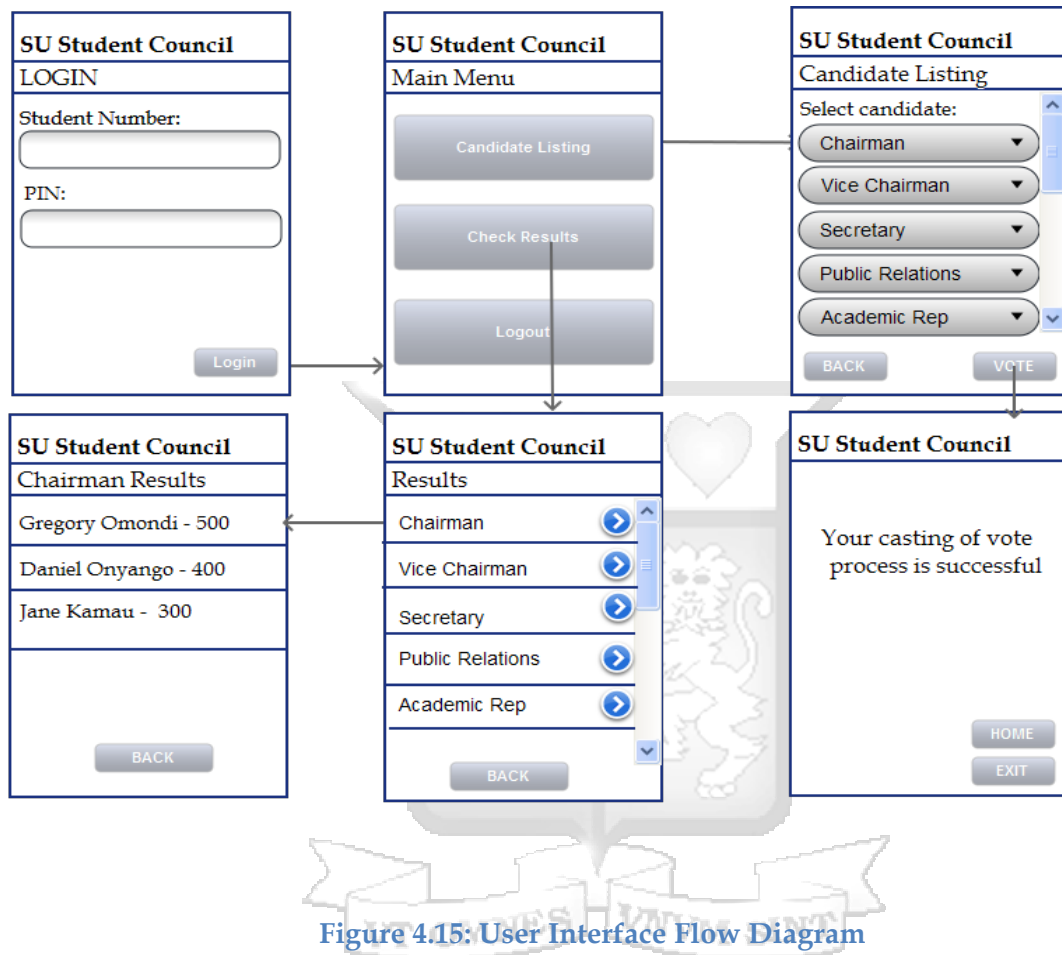 SU Student Council
LOGIN
Student Number:
PIN:
Login
SU Student Council
Main Menu
Candidate Listing
Check Results
Logout
SU Student Council
Candidate Listing
Select candidate:
Chairman
Vice Chairman
Secretary
Public Relations
Academic Rep
BACK
VOTE
SU Student Council
Chairman Results
Gregory Omondi - 500
Daniel Onyango - 400
Jane Kamau - 300
BACK
SU Student Council
Results
Chairman
Vice Chairman
Secretary
Public Relations
Academic Rep
BACK
SU Student Council
Your casting of vote
process is successful
HOME
EXIT
UT OMNES VNUM SINT
Figure 4.15: User Interface Flow Diagram